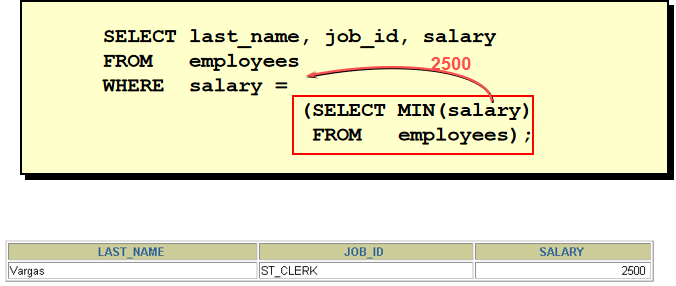 SELECT last_name, job_id, salary
FROM employees
2500
WHERE salary =
(SELECT MIN(salary)
FROM employees);
LAST_NAME JOB_ID SALARY
Vargas ST_CLERK 2500